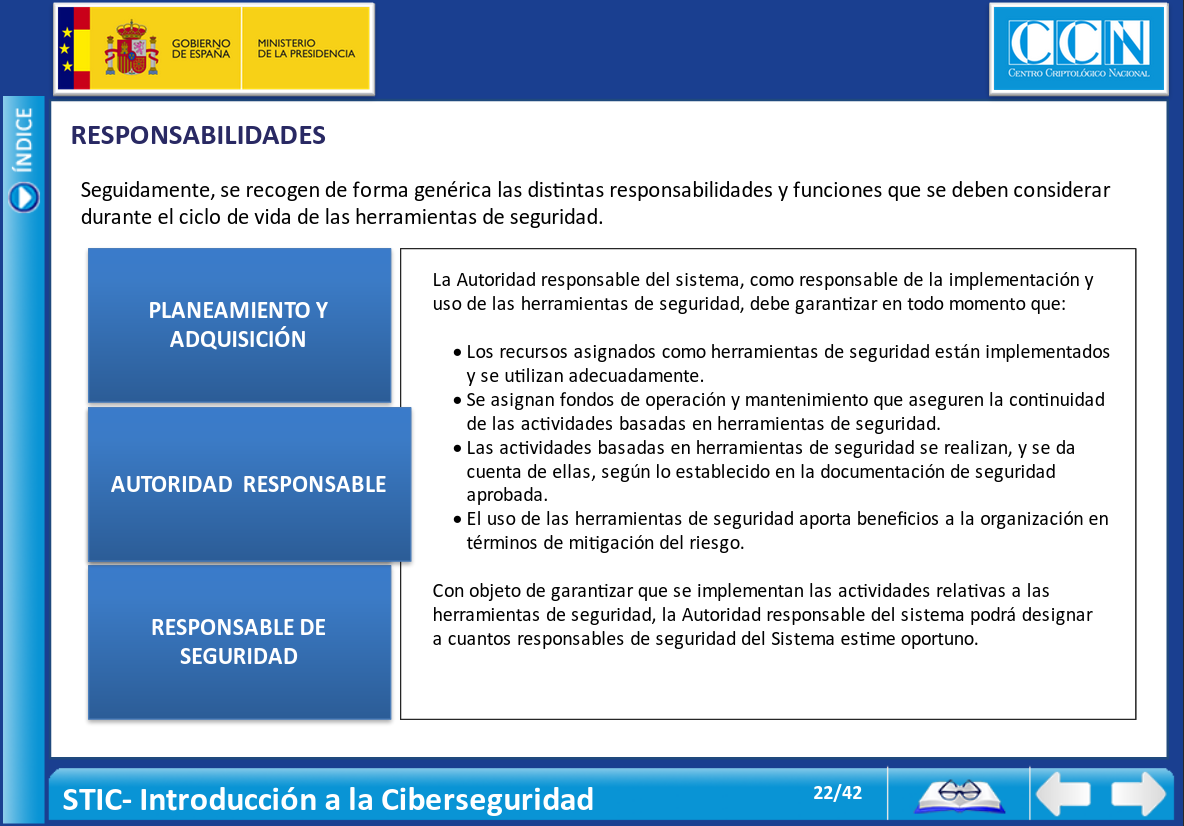 GOBIERNO
DE ESPAÑA
MINISTERIO
DE LA PRESIDENCIA
CCN
CENTRO CRIPTOLÓGICO NACIONAL
ÍNDICE
RESPONSABILIDADES
Seguidamente, se recogen de forma genérica las distintas responsabilidades y funciones que se deben considerar
durante el ciclo de vida de las herramientas de seguridad.
PLANEAMIENTO Y
ADQUISICIÓN
AUTORIDAD RESPONSABLE
RESPONSABLE DE
SEGURIDAD
La Autoridad responsable del sistema, como responsable de la implementación y
uso de las herramientas de seguridad, debe garantizar en todo momento que:
• Los recursos asignados como herramientas de seguridad están implementados
y se utilizan adecuadamente.
• Se asignan fondos de operación y mantenimiento que aseguren la continuidad
de las actividades basadas en herramientas de seguridad.
• Las actividades basadas en herramientas de seguridad se realizan, y se da
cuenta de ellas, según lo establecido en la documentación de seguridad
aprobada.
• El uso de las herramientas de seguridad aporta beneficios a la organización en
términos de mitigación del riesgo.
Con objeto de garantizar que se implementan las actividades relativas a las
herramientas de seguridad, la Autoridad responsable del sistema podrá designar
a cuantos responsables de seguridad del Sistema estime oportuno.
STIC- Introducción a la Ciberseguridad
22/42